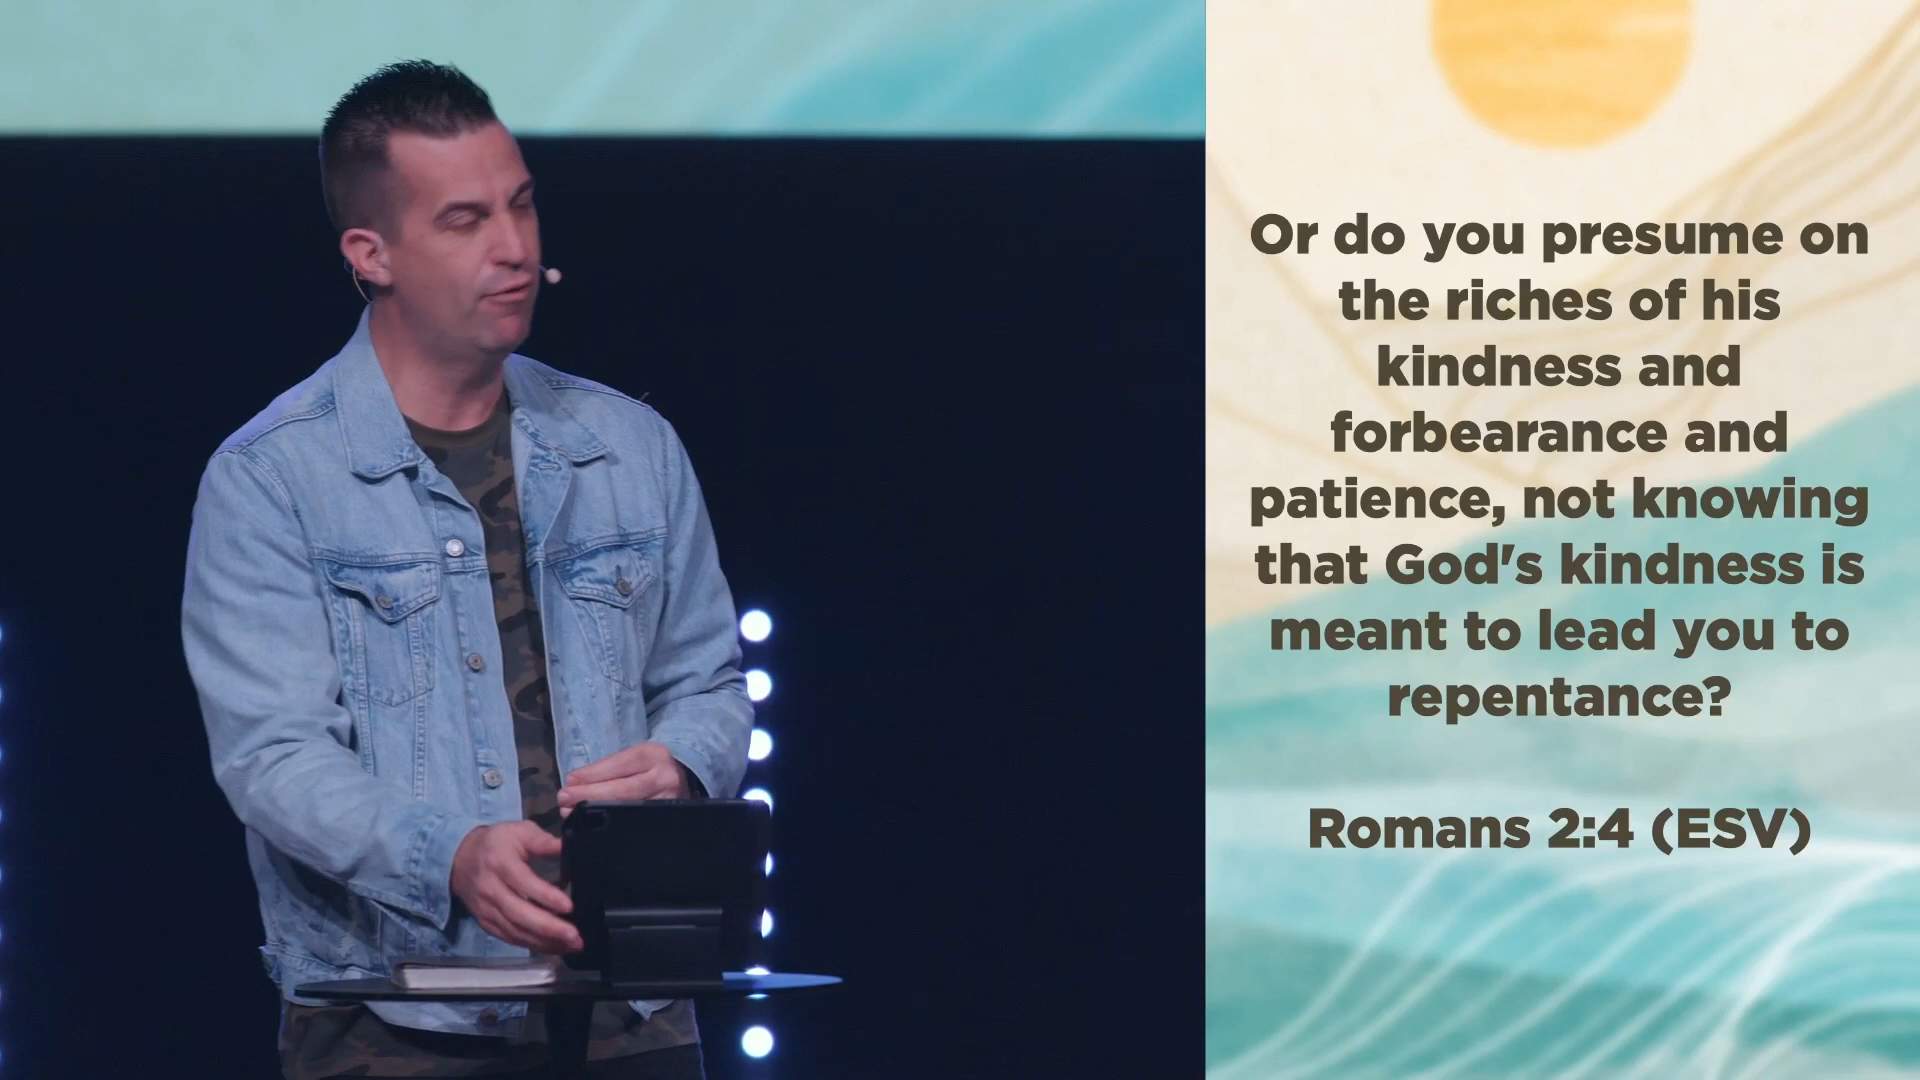 Or do you presume on
the riches of his
kindness and
forbearance and
patience, not knowing
that God's kindness is
meant to lead you to
repentance?
Romans 2:4 (ESV)